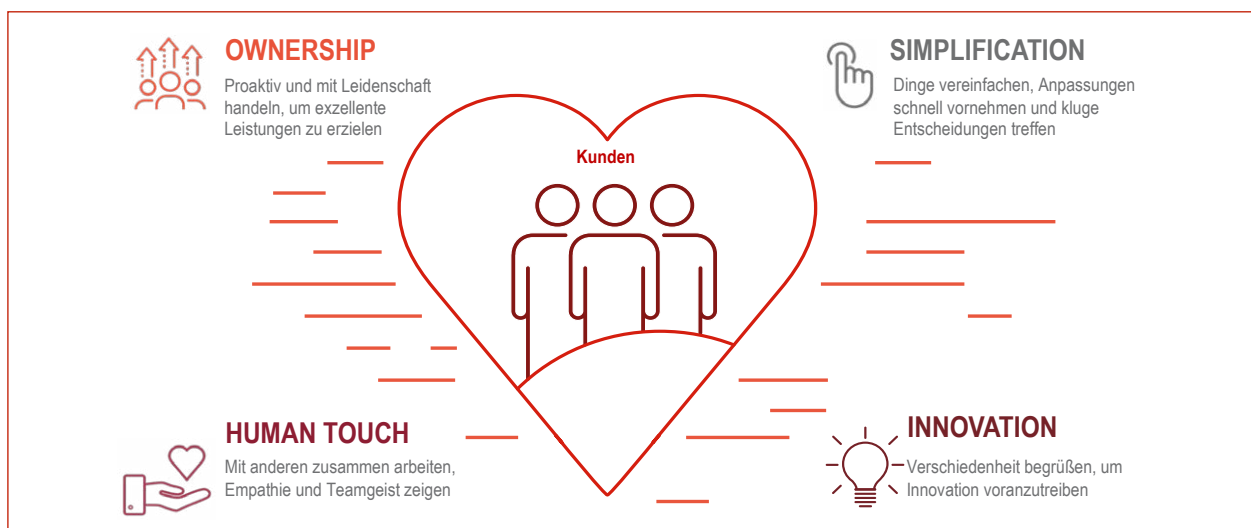 OWNERSHIP
Proaktiv und mit Leidenschaft
handeln, um exzellente
Leistungen zu erzielen
SIMPLIFICATION
Dinge vereinfachen, Anpassungen
schnell vornehmen und kluge
Entscheidungen treffen
Kunden
HUMAN TOUCH
Mit anderen zusammen arbeiten,
Empathie und Teamgeist zeigen
INNOVATION
Verschiedenheit begrüßen, um
Innovation voranzutreiben